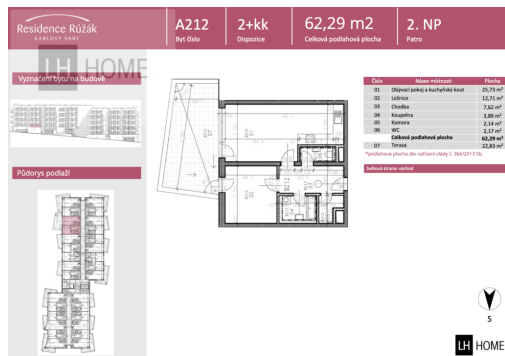 Residence Růžák
KARLOVY VARY
A212
Byt číslo
2+kk
Dispozice
62,29 m2
Celková podlahová plocha
2. NP
Patro
LH HOME
Vyznačení bytu na budově
Půdorys podlaží
Číslo Název místnosti Plocha
01 Obývací pokoj a kuchyňský kout 25,73 m²
02 Ložnice 12,71 m²
03 Chodba 7,62 m²
04 Koupelna 3,89 m²
05 Komora 2,14 m²
06 WC 2,17 m²
Celková podlahová plocha 62,29 m²
07 Terasa 22,83 m²
*podlahová plocha dle nařízení vlády č. 366/2013 Sb.
Světová strana: východ
B212
S
LH HOME